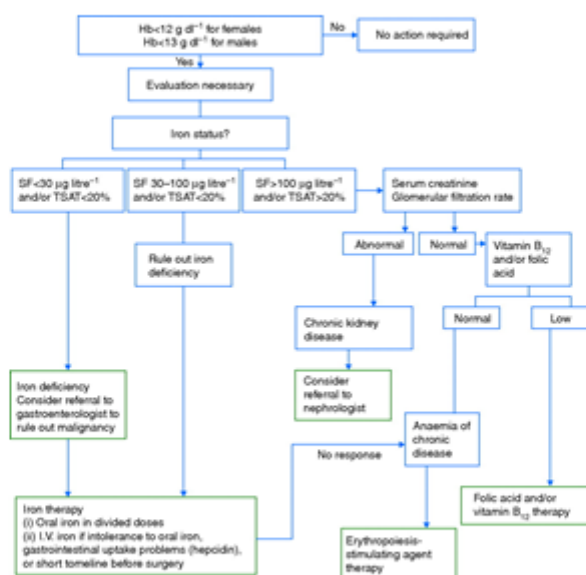 Hb<12 g dl⁻¹ for females
Hb<13 g dl⁻¹ for males
No
No action required
Yes
Evaluation necessary
Iron status?
SF<30 µg litre⁻¹
and/or TSAT<20%
SF 30–100 µg litre⁻¹
and/or TSAT<20%
SF>100 µg litre⁻¹
and/or TSAT>20%
Serum creatinine
Glomerular filtration rate
Abnormal
Normal
Vitamin B₁₂
and/or folic
acid
Rule out iron
deficiency
Normal
Low
Chronic kidney
disease
Iron deficiency
Consider referral to
gastroenterologist to
rule out malignancy
Consider
referral to
nephrologist
Anaemia of
chronic
disease
No response
Iron therapy
(i) Oral iron in divided doses
(ii) I.V. iron if intolerance to oral iron,
gastrointestinal uptake problems (hepcidin),
or short tomeline before surgery
Folic acid and/or
vitamin B₁₂ therapy
Erythropoiesis-
stimulating agent
therapy